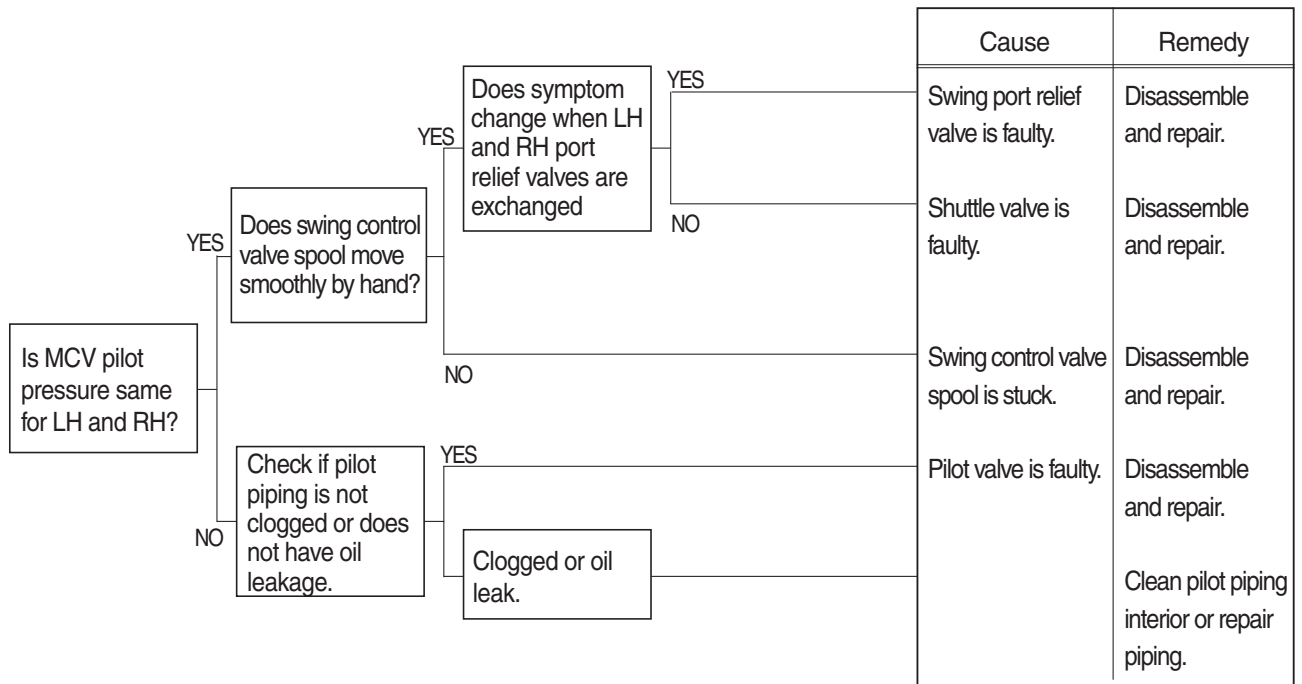 Cause
Remedy
Is MCV pilot
pressure same
for LH and RH?
YES
NO
Does swing control
valve spool move
smoothly by hand?
YES
NO
Does symptom
change when LH
and RH port
relief valves are
exchanged
YES
NO
Check if pilot
piping is not
clogged or does
not have oil
leakage.
YES
Clogged or oil
leak.
Swing port relief
valve is faulty.
Disassemble
and repair.
Shuttle valve is
faulty.
Disassemble
and repair.
Swing control valve
spool is stuck.
Disassemble
and repair.
Pilot valve is faulty.
Disassemble
and repair.
Clean pilot piping
interior or repair
piping.